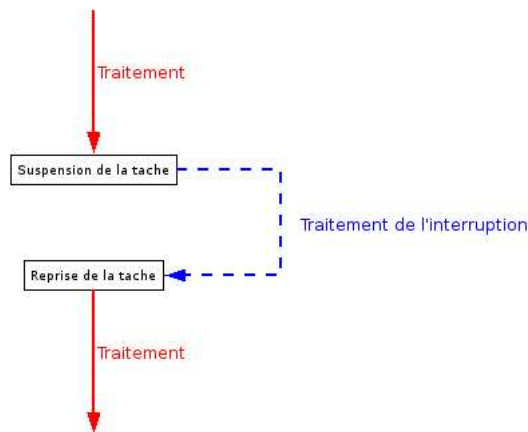 Traitement
Suspension de la tache
Traitement de l'interruption
Reprise de la tache
Traitement